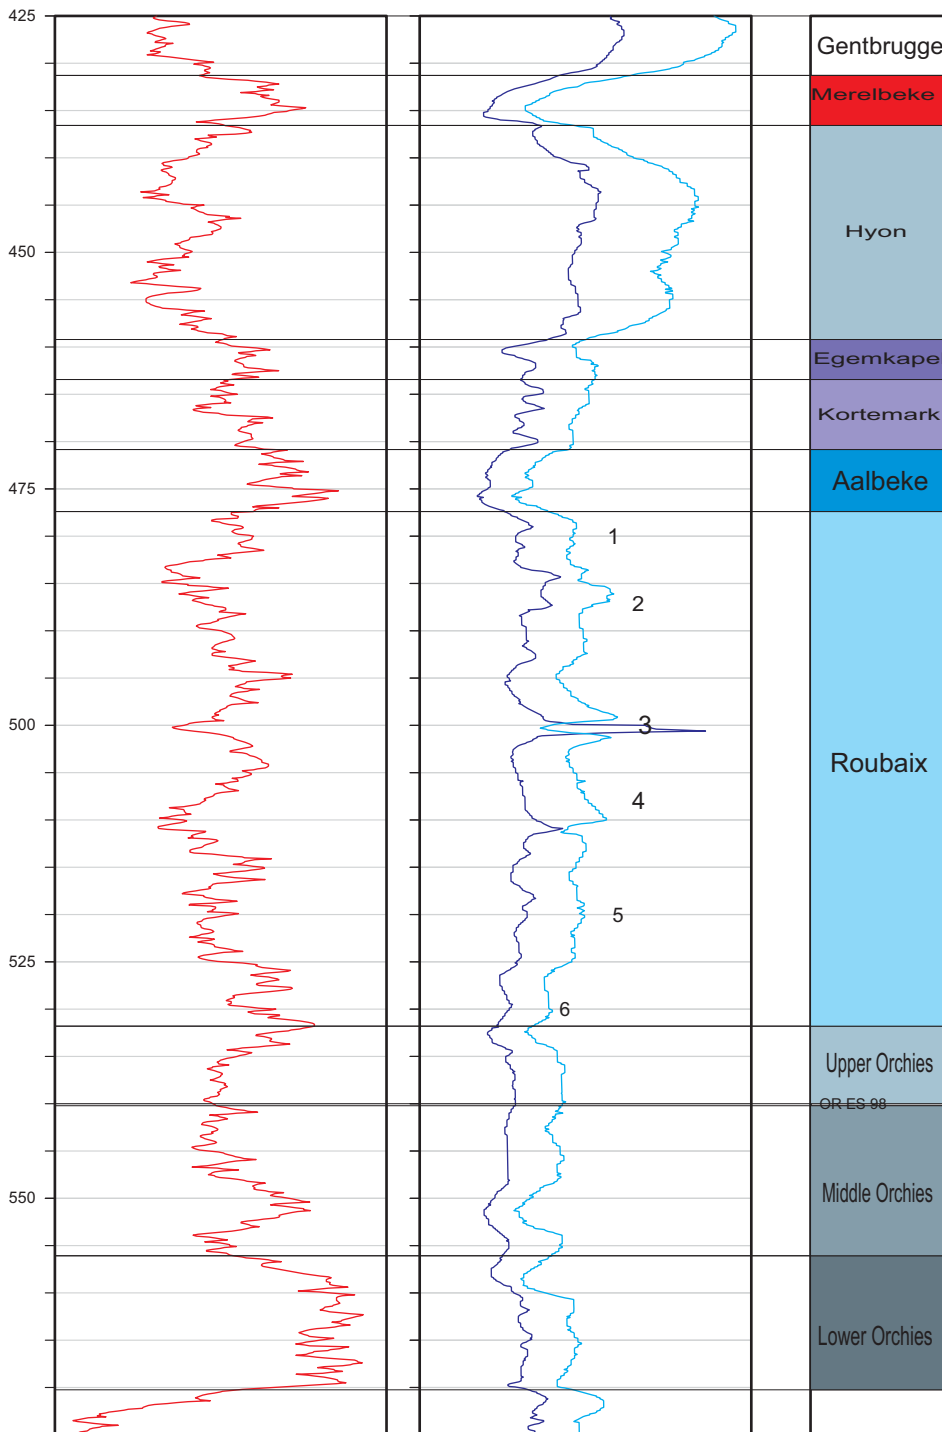 425
Gentbrugge
Merelbeke
450
Hyon
Egemkape
Kortemark
475
Aalbeke
1
2
500
3
Roubaix
4
5
525
6
Upper Orchies
OR ES 98
550
Middle Orchies
Lower Orchies